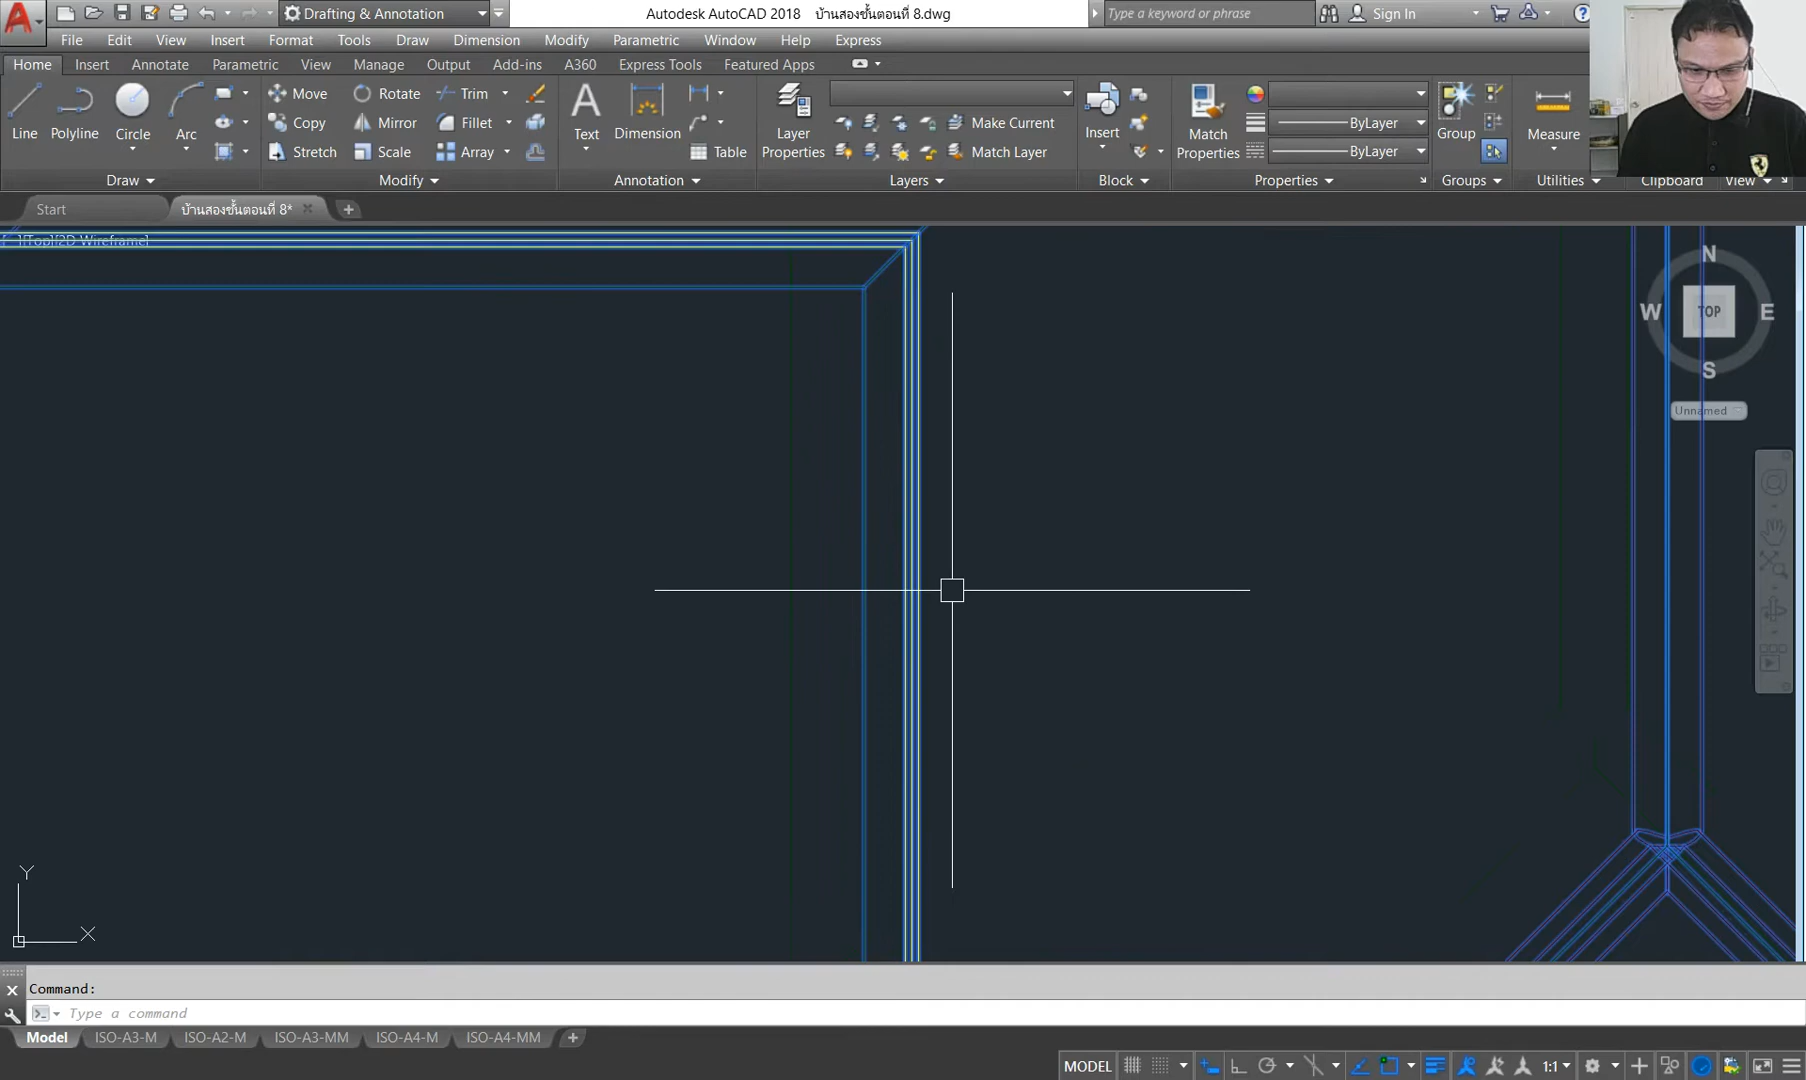 Drafting & Annotation
Autodesk AutoCAD 2018 บ้านสองชั้นตอนที่ 8.dwg
Type a keyword or phrase
Sign In
File Edit View Insert Format Tools Draw Dimension Modify Parametric Window Help Express
Home Insert Annotate Parametric View Manage Output Add-ins A360 Express Tools Featured Apps
Line Polyline Circle Arc
Move Rotate Trim
Copy Mirror Fillet
Stretch Scale Array
Text Dimension Table
Layer Properties
Make Current
Match Layer
Insert
Match Properties
ByLayer
ByLayer
Group
Measure
Draw Modify Annotation Layers Block Properties Groups Utilities Clipboard View
Start บ้านสองชั้นตอนที่ 8*
][Top][2D Wireframe]
N
W TOP E
S
Unnamed
Y
X
Command:
Type a command
Model ISO-A3-M ISO-A2-M ISO-A3-MM ISO-A4-M ISO-A4-MM
MODEL 1:1